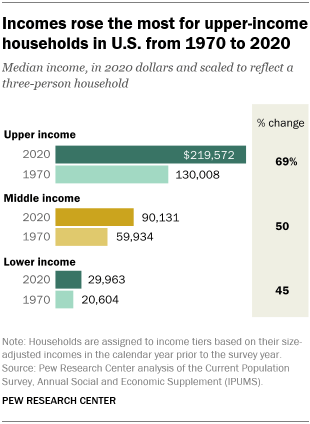 Incomes rose the most for upper-income
households in U.S. from 1970 to 2020
Median income, in 2020 dollars and scaled to reflect a
three-person household
% change
Upper income
2020 $219,572
69%
1970 130,008
Middle income
2020 90,131
50
1970 59,934
Lower income
2020 29,963
45
1970 20,604
Note: Households are assigned to income tiers based on their size-
adjusted incomes in the calendar year prior to the survey year.
Source: Pew Research Center analysis of the Current Population
Survey, Annual Social and Economic Supplement (IPUMS).
PEW RESEARCH CENTER